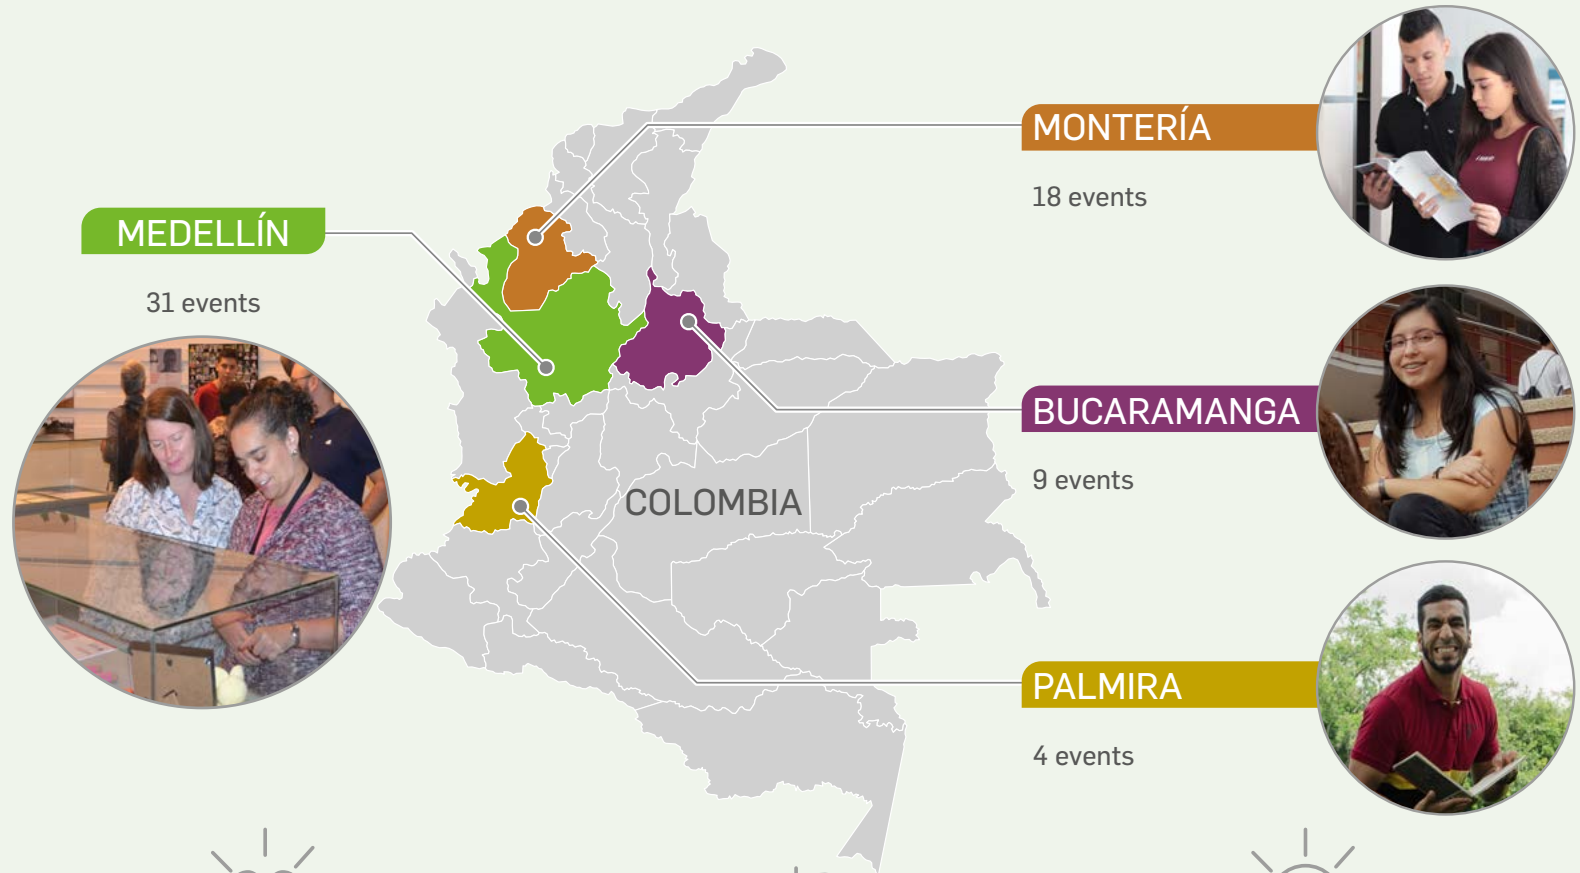 MONTERÍA
18 events
MEDELLÍN
31 events
BUCARAMANGA
9 events
COLOMBIA
PALMIRA
4 events